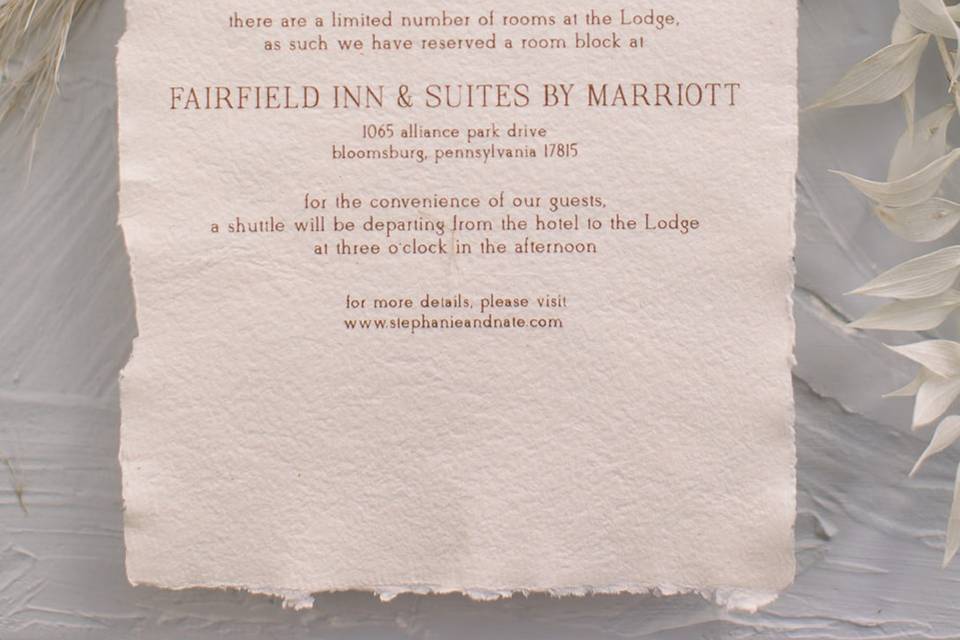 there are a limited number of rooms at the Lodge,
as such we have reserved a room block at
FAIRFIELD INN & SUITES BY MARRIOTT
1065 alliance park drive
bloomsburg, pennsylvania 17815
for the convenience of our guests,
a shuttle will be departing from the hotel to the Lodge
at three o'clock in the afternoon
for more details, please visit
www.stephanieandnate.com